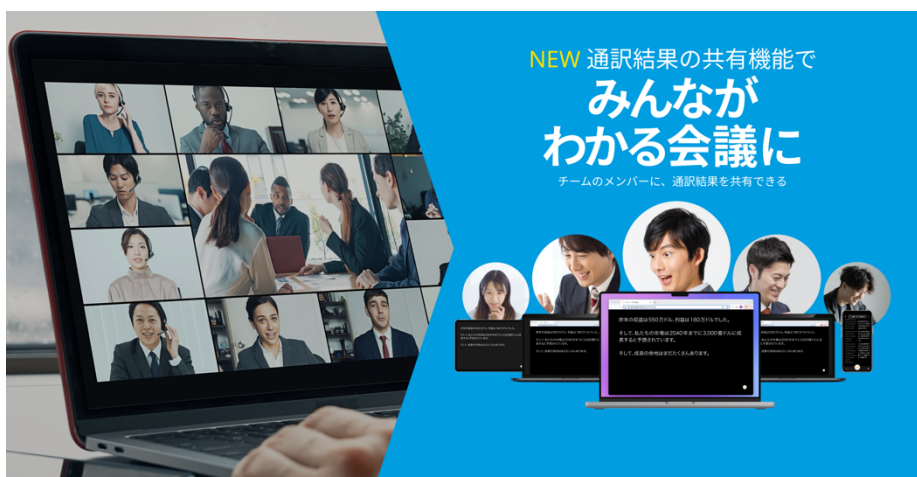 NEW 通訳結果の共有機能で
みんなが
わかる会議に
チームのメンバーに、通訳結果を共有できる
昨年の収益は550万ドル、利益は180万ドルでした。
そして、私たちの市場は2040年までに3,000億ドルに成
長すると予想されています。
そして、成長の余地はまだたくさんあります。